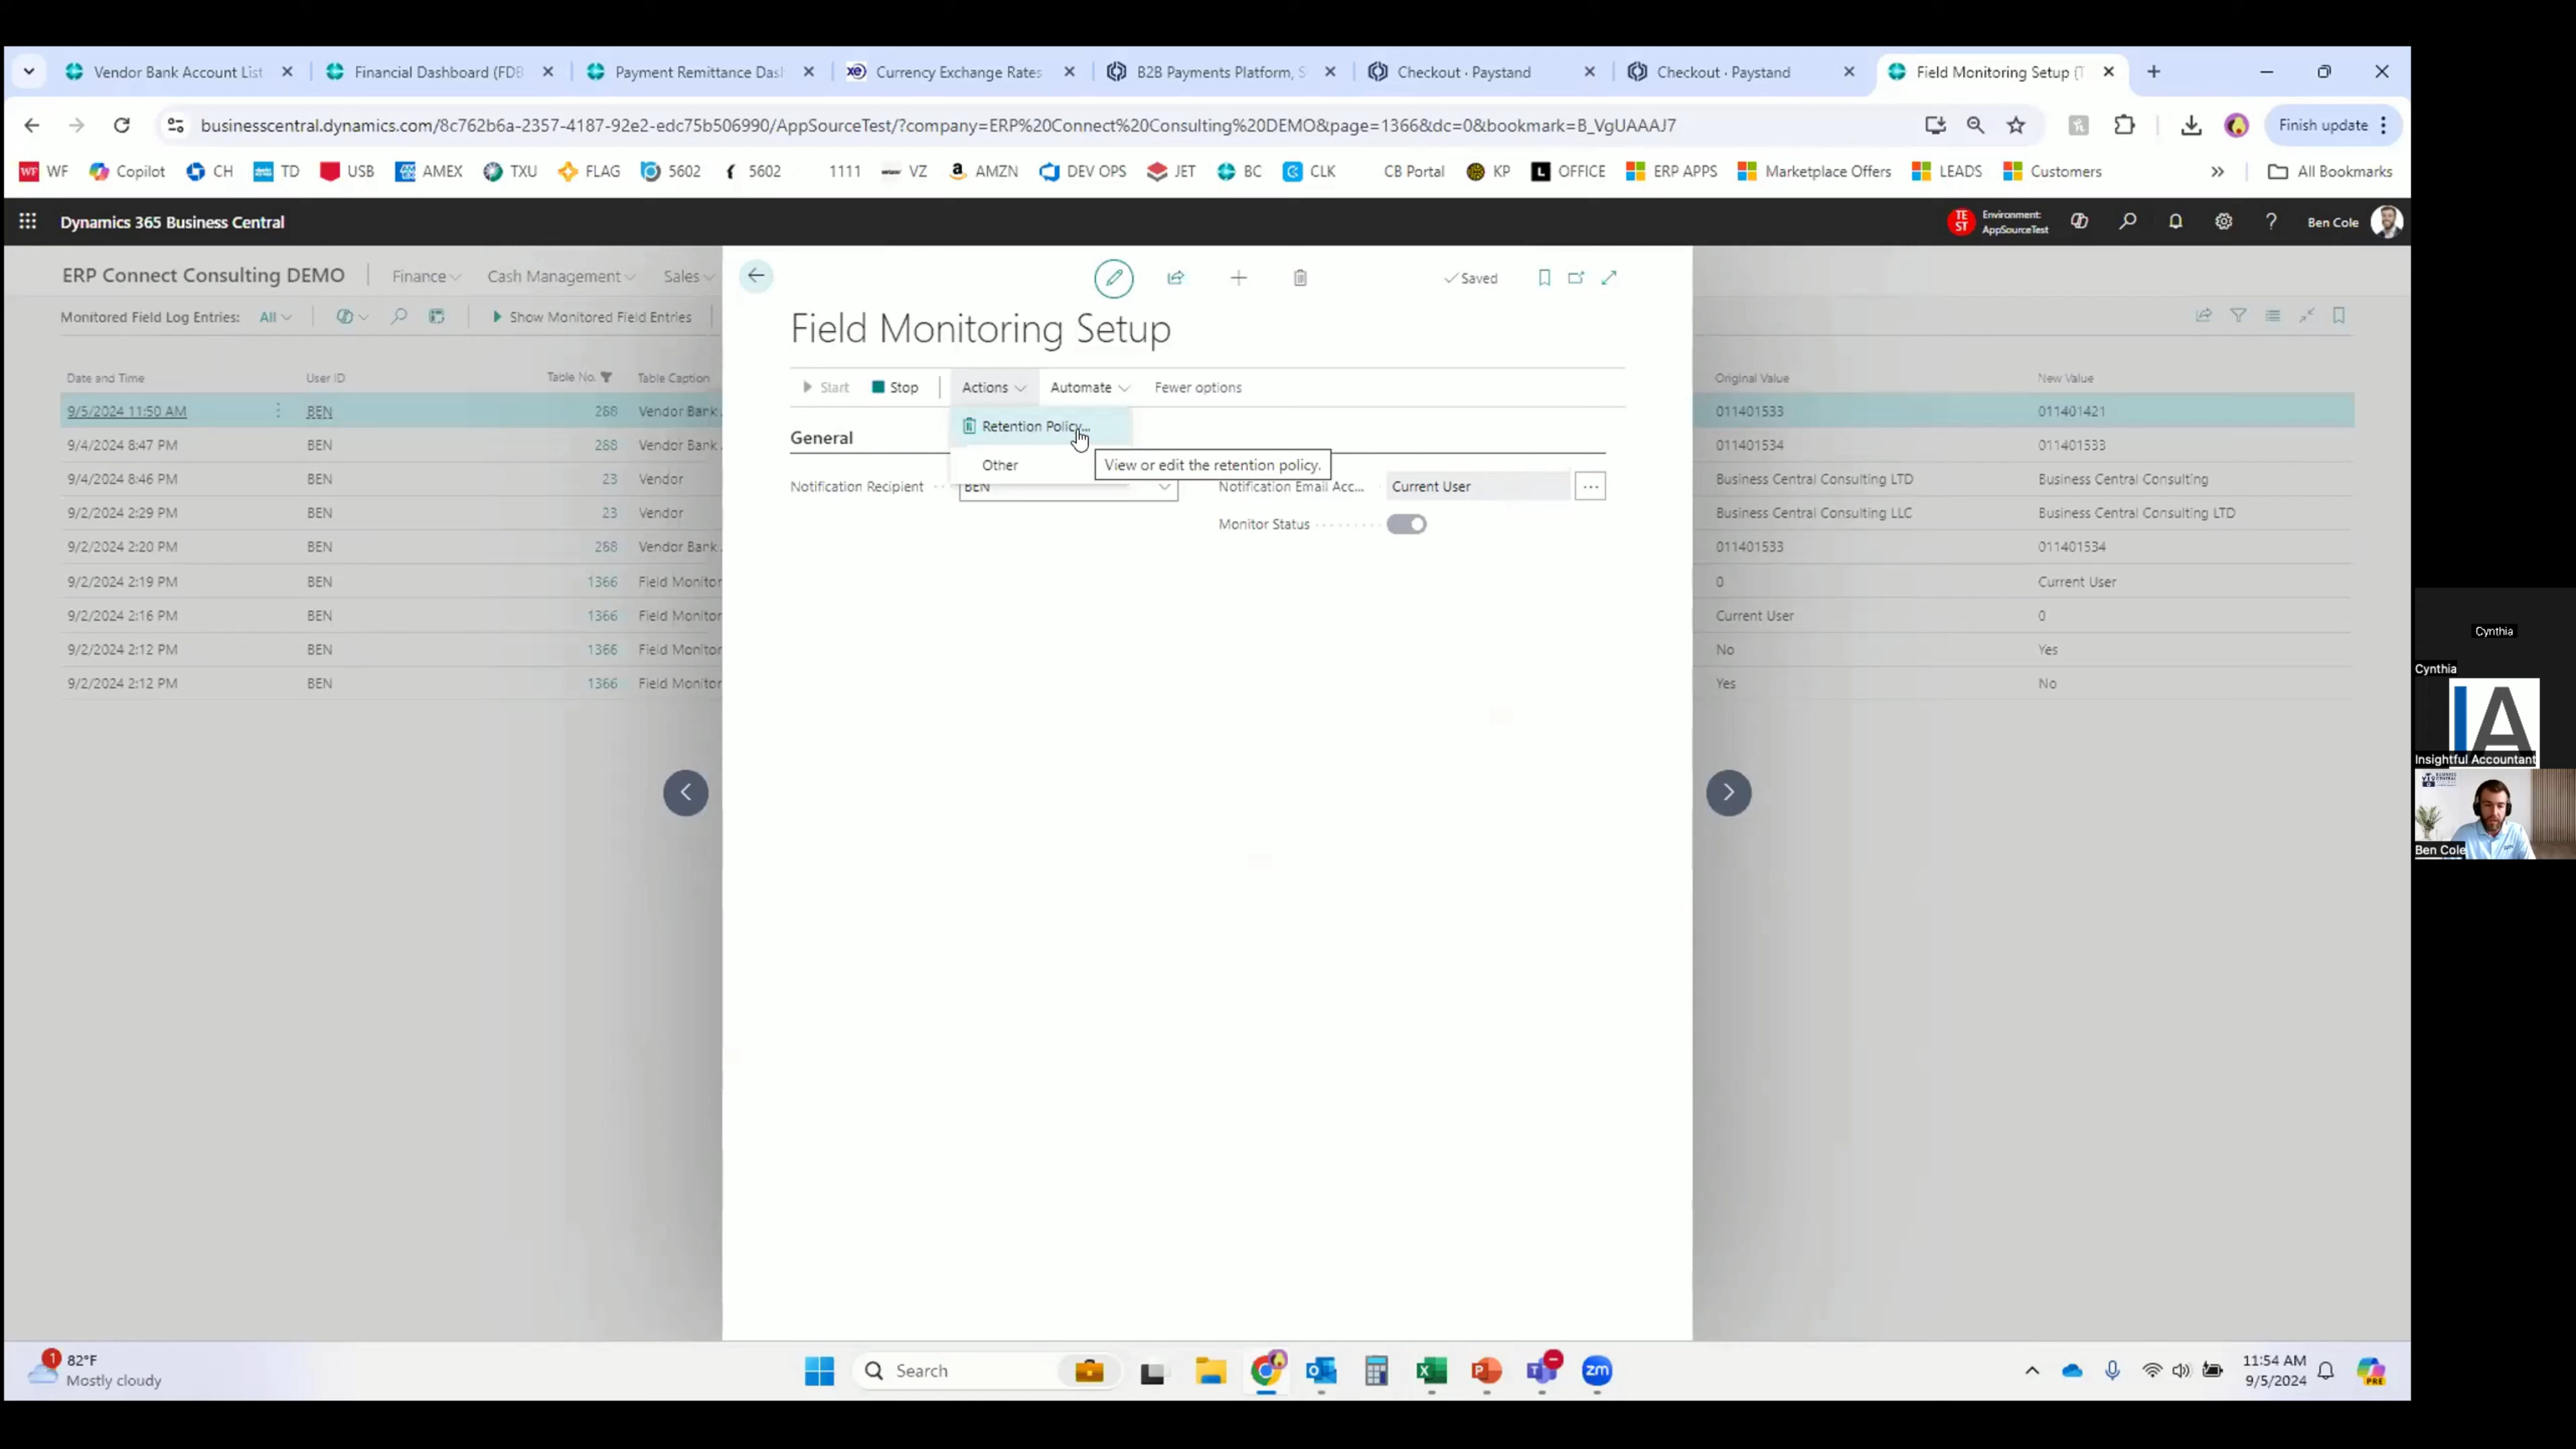 Vendor Bank Account List
Financial Dashboard (FDB
Payment Remittance Das
Currency Exchange Rates
B2B Payments Platform, S
Checkout · Paystand
Checkout · Paystand
Field Monitoring Setup (T
businesscentral.dynamics.com/8c762b6a-2357-4187-92e2-edc75b506990/AppSourceTest/?company=ERP%20Connect%20Consulting%20DEMO&page=1366&dc=0&bookmark=B_VgUAAAJ7
Finish update
WF WF Copilot CH TD USB AMEX TXU FLAG 5602 5602 1111 VZ AMZN DEV OPS JET BC CLK CB Portal KP OFFICE ERP APPS Marketplace Offers LEADS Customers All Bookmarks
Dynamics 365 Business Central
TEST
Environment:
AppSourceTest
Ben Cole
ERP Connect Consulting DEMO Finance Cash Management Sales
Saved
Monitored Field Log Entries: All Show Monitored Field Entries
Field Monitoring Setup
Date and Time User ID Table No. Table Caption
Start Stop Actions Automate Fewer options
Original Value New Value
9/5/2024 11:50 AM BEN 288 Vendor Bank
011401533 011401421
Retention Policy...
General
9/4/2024 8:47 PM BEN 288 Vendor Bank
011401534 011401533
Other
View or edit the retention policy.
9/4/2024 8:46 PM BEN 23 Vendor
Business Central Consulting LTD Business Central Consulting
Notification Recipient BEN
Notification Email Acc... Current User
9/2/2024 2:29 PM BEN 23 Vendor
Business Central Consulting LLC Business Central Consulting LTD
Monitor Status
9/2/2024 2:20 PM BEN 288 Vendor Bank
011401533 011401534
9/2/2024 2:19 PM BEN 1366 Field Monitor
0 Current User
9/2/2024 2:16 PM BEN 1366 Field Monitor
Current User 0
9/2/2024 2:12 PM BEN 1366 Field Monitor
No Yes
9/2/2024 2:12 PM BEN 1366 Field Monitor
Yes No
Cynthia
Cynthia
IA
Insightful Accountant
Ben Cole
1
82°F
Mostly cloudy
Search
zm
11:54 AM
9/5/2024
PRE